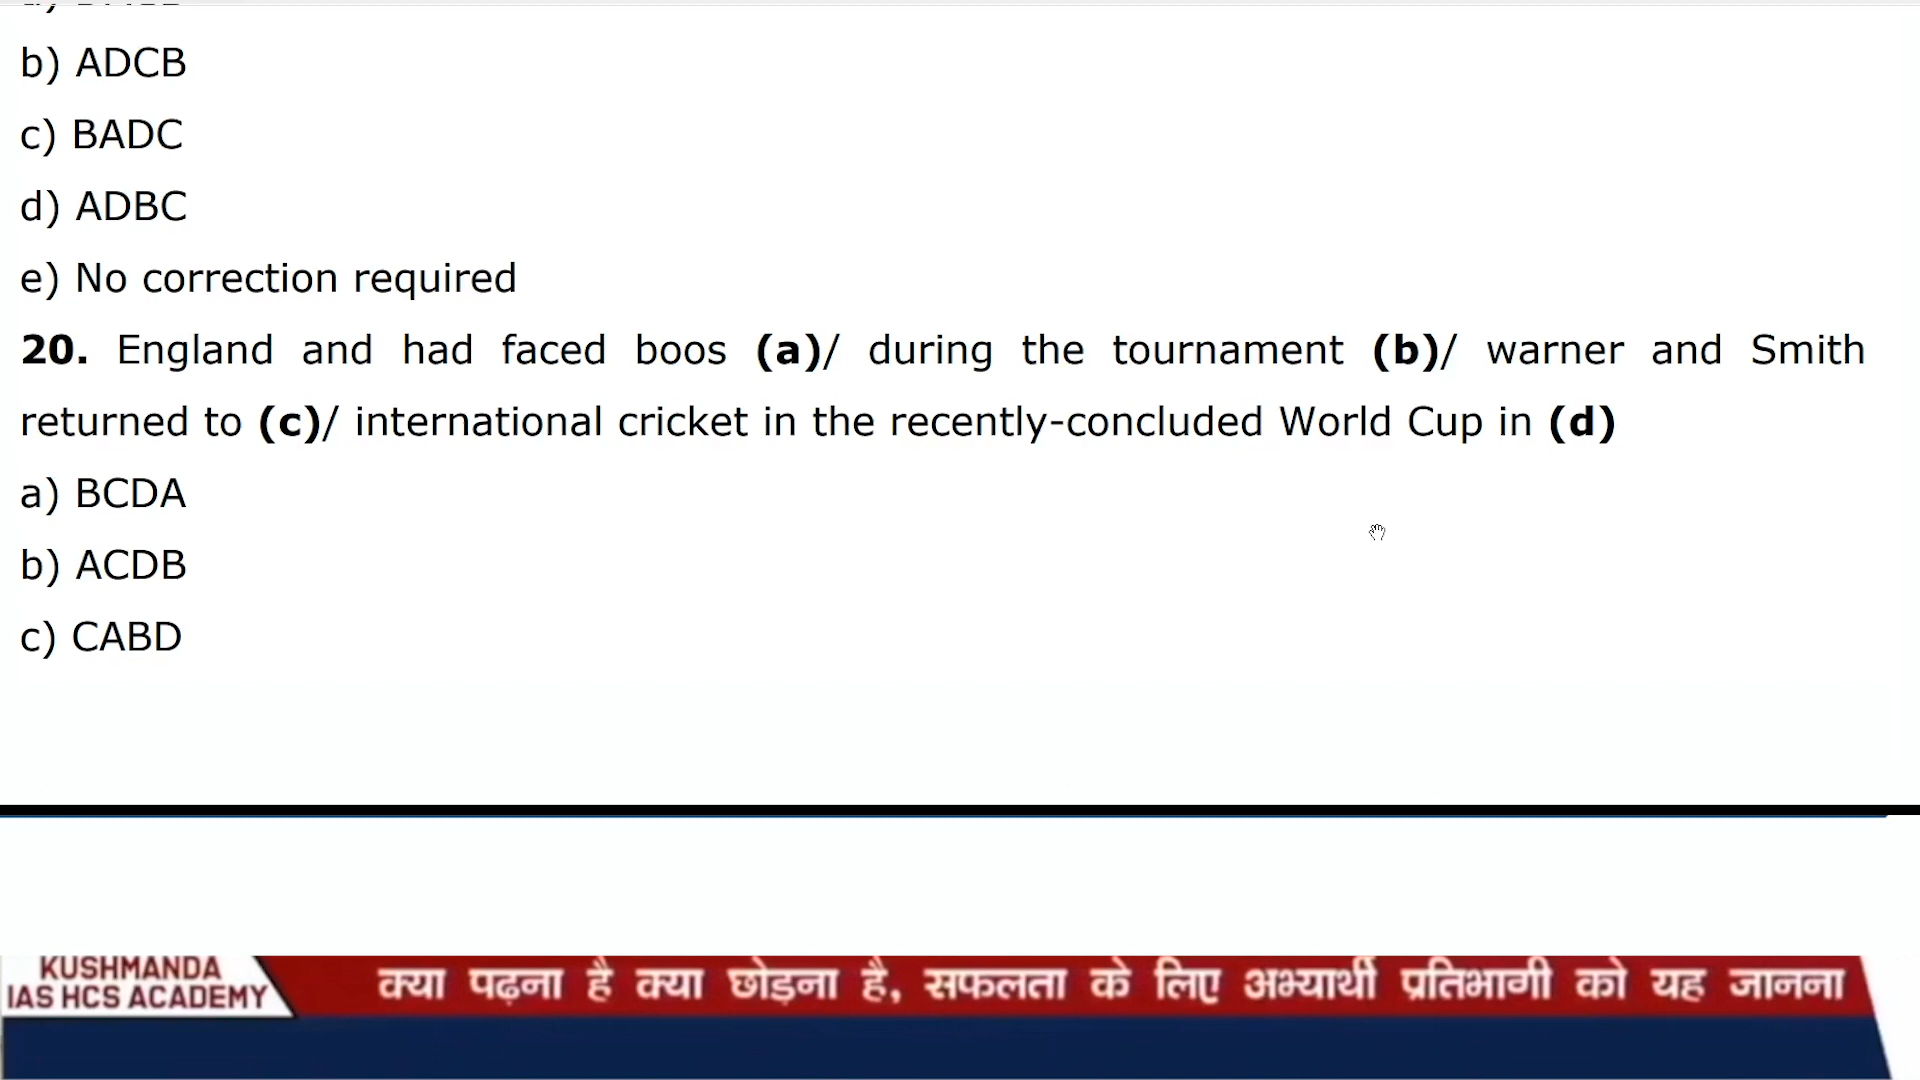 b) ADCB
c) BADC
d) ADBC
e) No correction required
20. England and had faced boos (a)/ during the tournament (b)/ warner and Smith
returned to (c)/ international cricket in the recently-concluded World Cup in (d)
a) BCDA
b) ACDB
c) CABD
KUSHMANDA
IAS HCS ACADEMY
क्या पढ़ना है क्या छोड़ना है, सफलता के लिए अभ्यार्थी प्रतिभागी को यह जानना